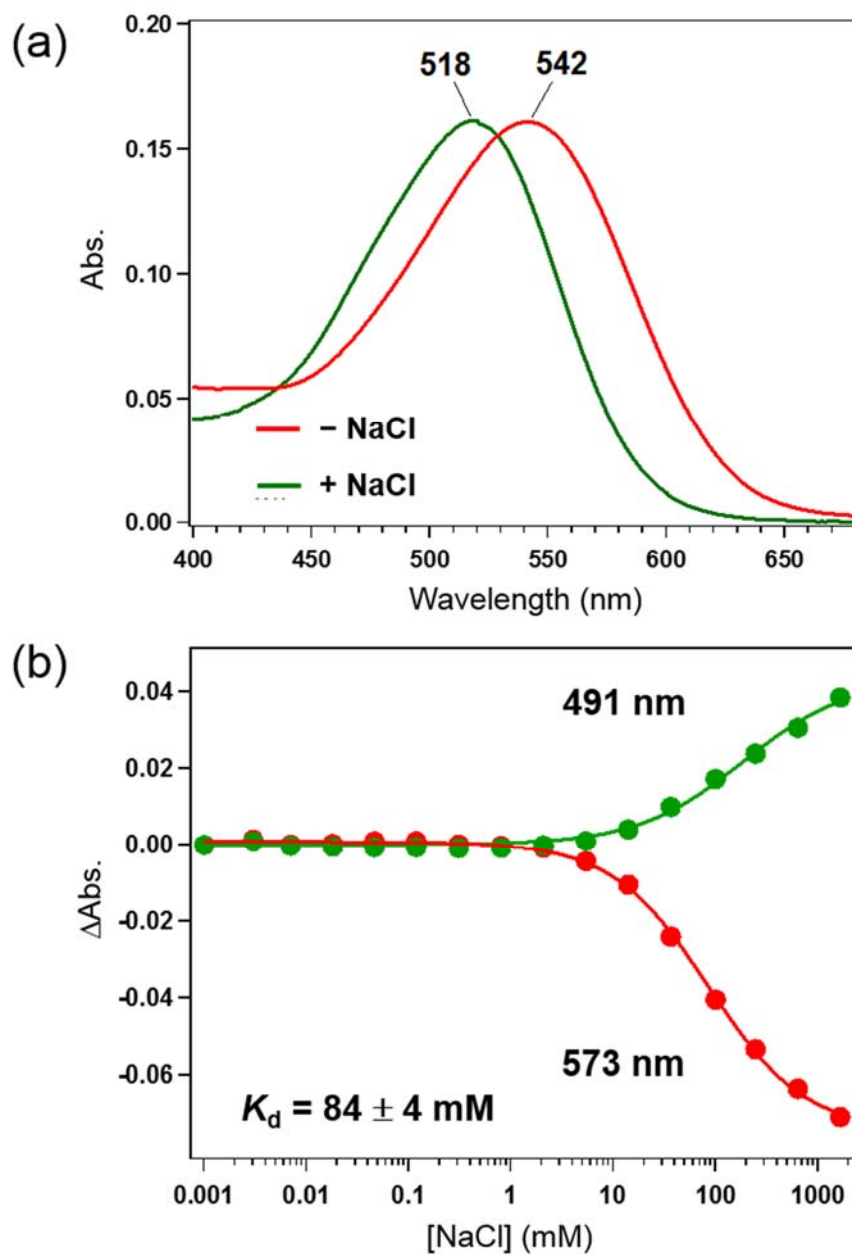 (a)
0.20
518 542
0.15
Abs.
0.10
0.05
− NaCl
+ NaCl
0.00
400 450 500 550 600 650
Wavelength (nm)
(b)
0.04
491 nm
0.02
0.00
ΔAbs.
-0.02
-0.04
573 nm
-0.06
Kd = 84 ± 4 mM
0.001 0.01 0.1 1 10 100 1000
[NaCl] (mM)